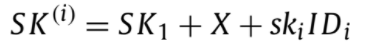 SK^{(i)} = SK_1 + X + sk_i ID_i